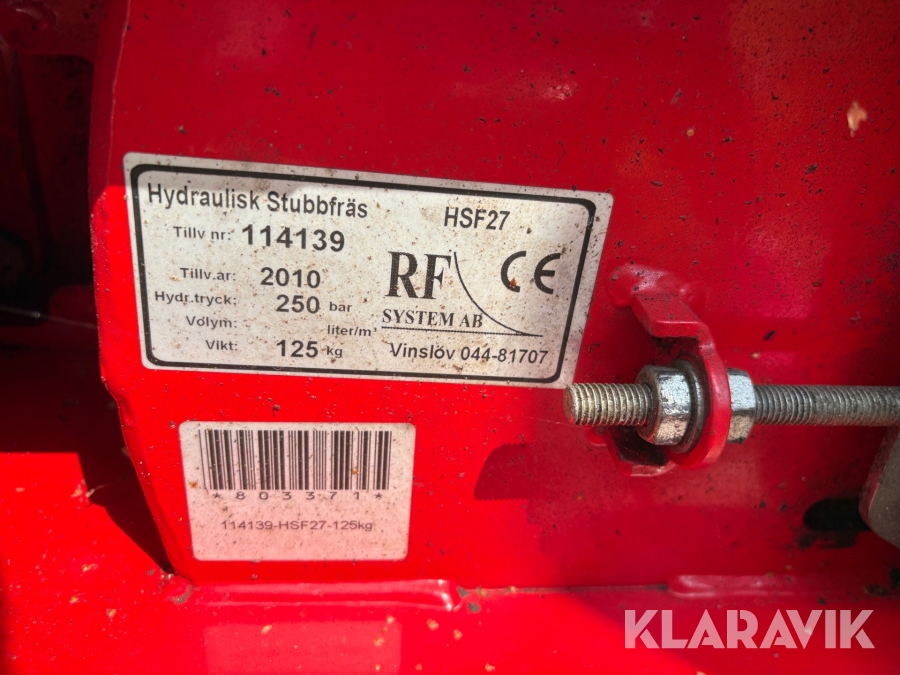 Hydraulisk Stubbfräs HSF27
Tillv nr: 114139
Tillv.år: 2010
Hydr.tryck: 250 bar
Volym: liter/m³
Vikt: 125 kg
RF
SYSTEM AB
CE
Vinslöv 044-81707
*803371*
114139-HSF27-125kg
KLARAVIK